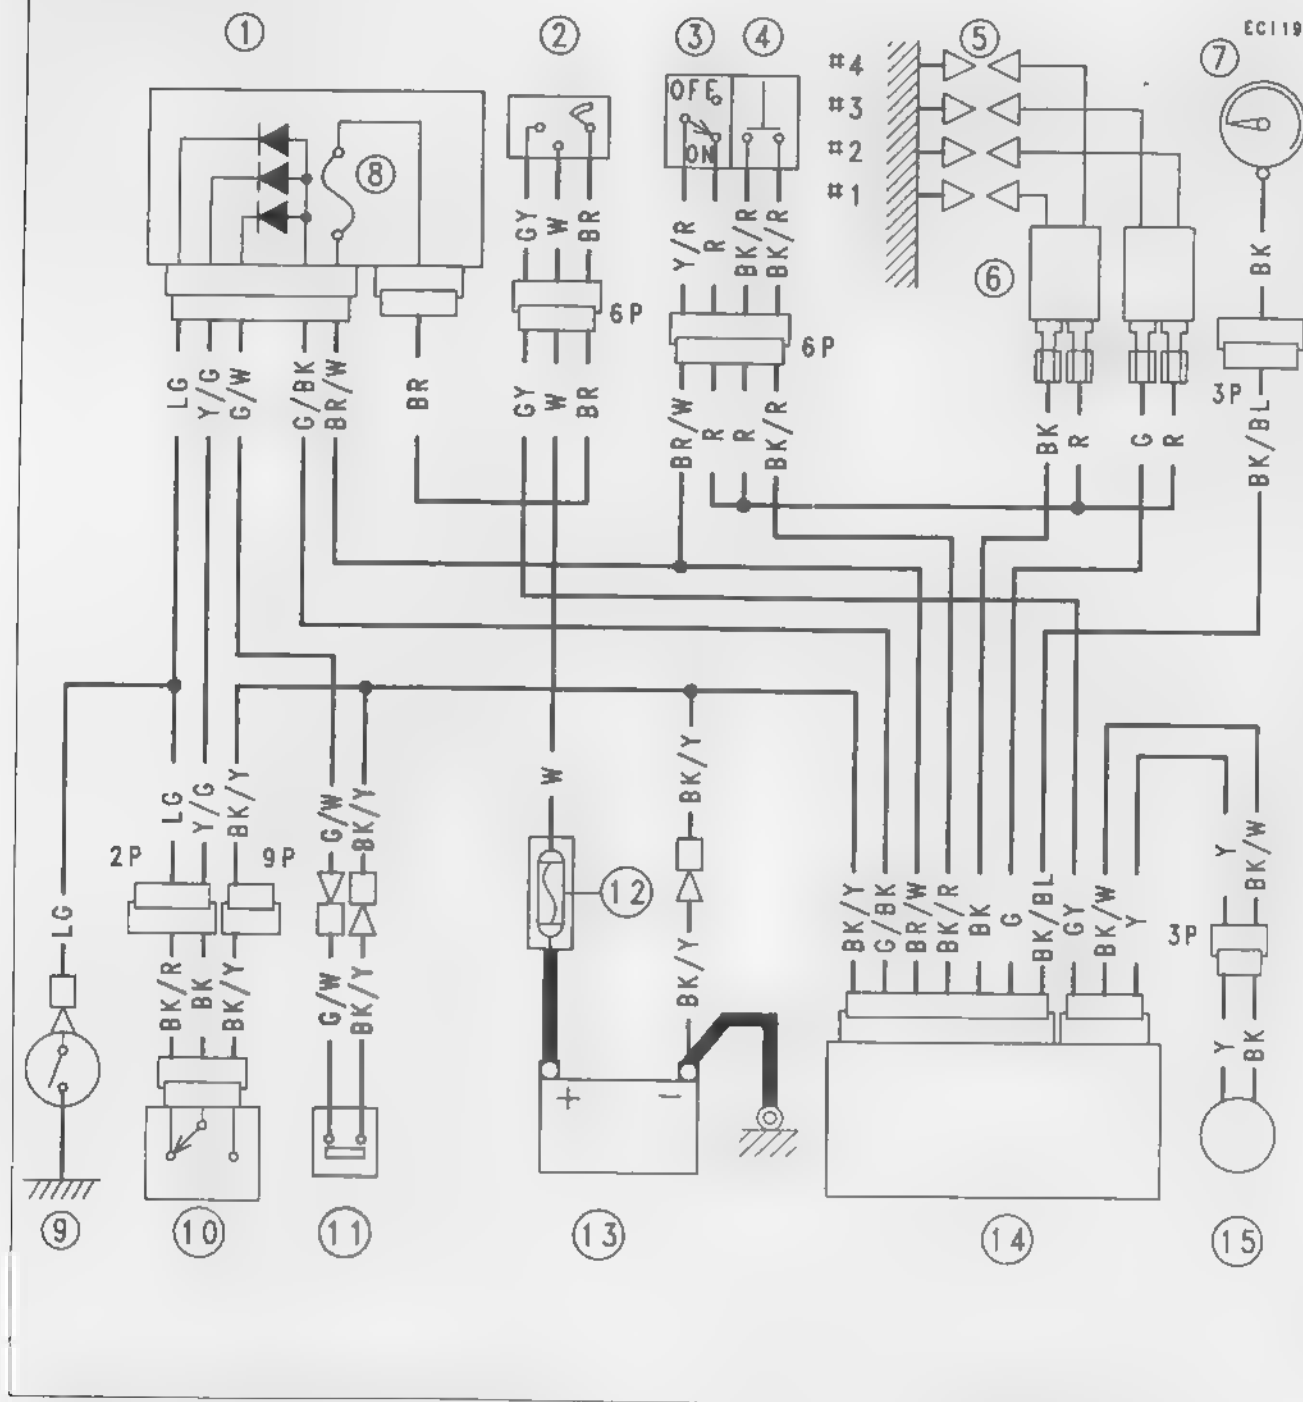 1 2 3 4 5 7 ECI19
#4
#3
#2
#1
OFF
ON
8
6
GY W BR
Y/R R BK/R BK/R
BK
6P
6P
3P
LG Y/G G/W G/BK BR/W BR
GY W BR
BR/W R R BK/R
BK R G R
BK/BL
W
BK/Y
LG Y/G BK/Y
G/W BK/Y
2P 9P
12
LG
BK/R BK BK/Y
G/W BK/Y
BK/Y
BK/Y G/BK BR/W BK/R BK G BK/BL GY BK/W Y
Y BK/W
3P
Y BK
+ −
9 10 11 13 14 15